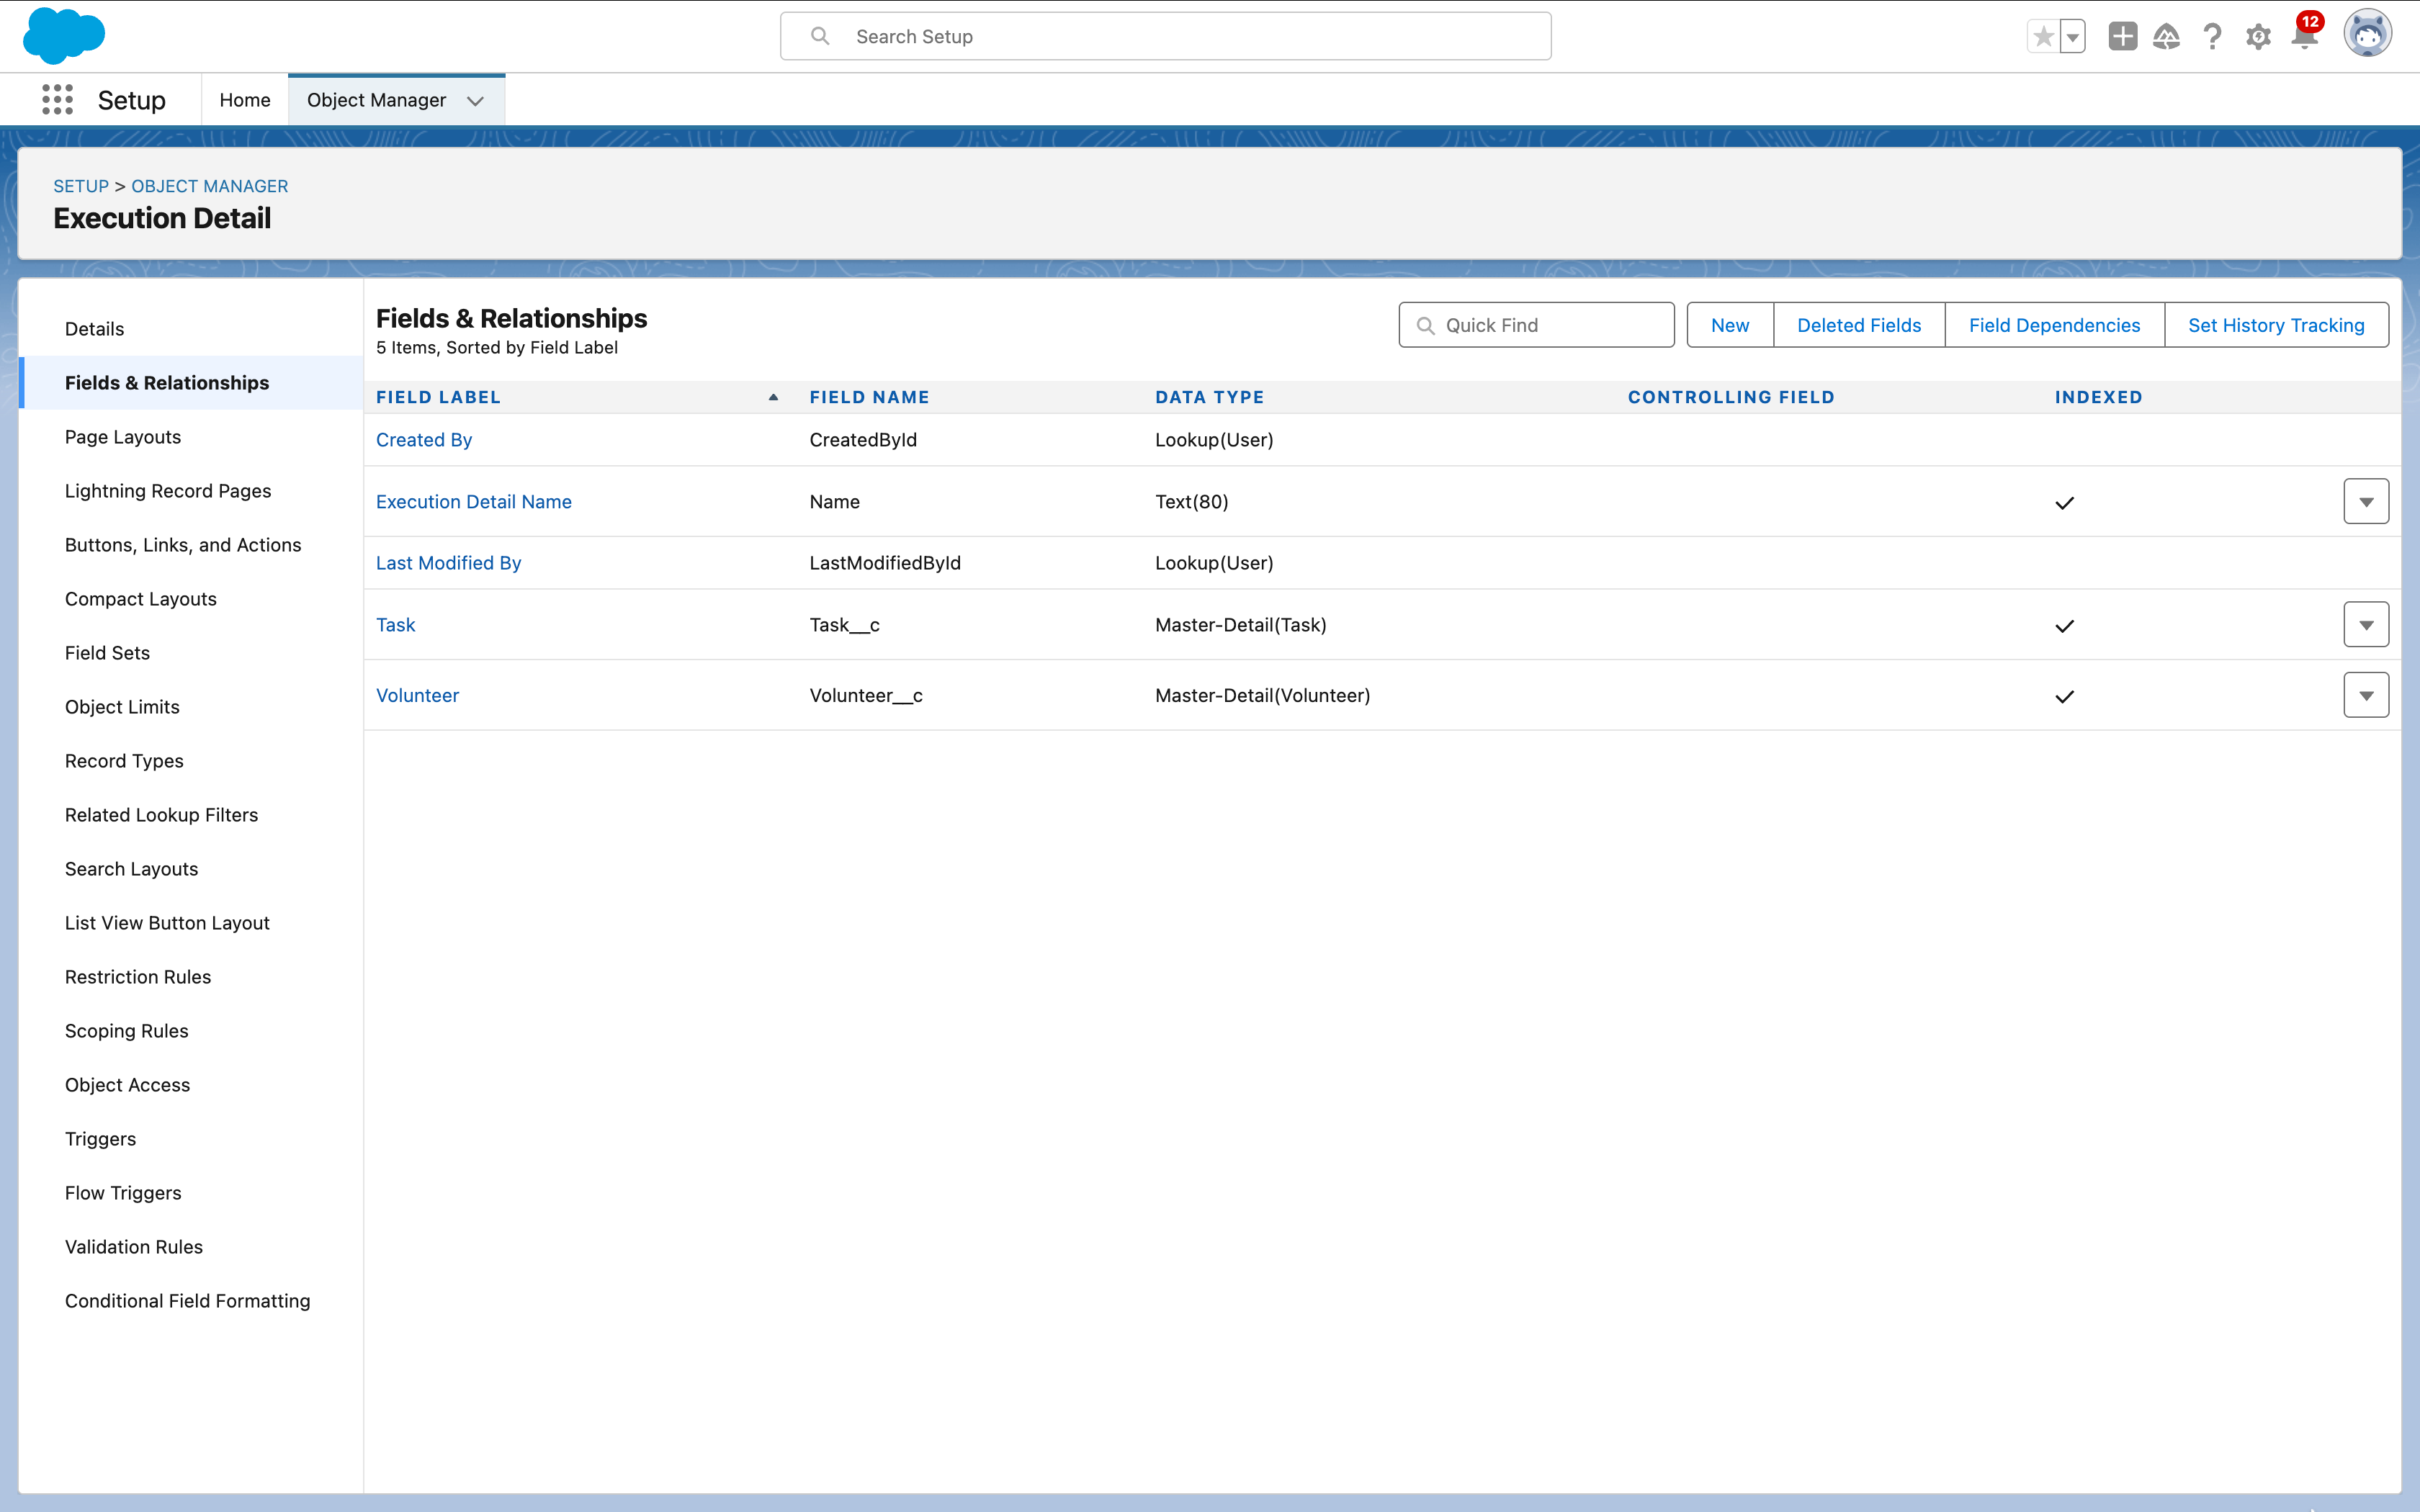 Search Setup
12
Setup
Home
Object Manager
SETUP > OBJECT MANAGER
Execution Detail
Details
Fields & Relationships
Page Layouts
Lightning Record Pages
Buttons, Links, and Actions
Compact Layouts
Field Sets
Object Limits
Record Types
Related Lookup Filters
Search Layouts
List View Button Layout
Restriction Rules
Scoping Rules
Object Access
Triggers
Flow Triggers
Validation Rules
Conditional Field Formatting
Fields & Relationships
5 Items, Sorted by Field Label
Quick Find
New Deleted Fields Field Dependencies Set History Tracking
FIELD LABEL FIELD NAME DATA TYPE CONTROLLING FIELD INDEXED
Created By CreatedById Lookup(User)
Execution Detail Name Name Text(80)
Last Modified By LastModifiedById Lookup(User)
Task Task__c Master-Detail(Task)
Volunteer Volunteer__c Master-Detail(Volunteer)